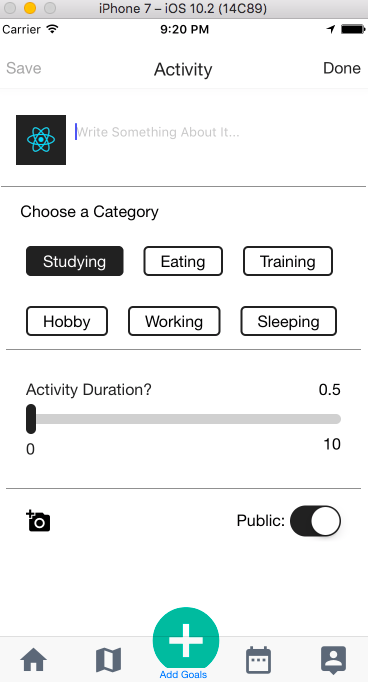 iPhone 7 – iOS 10.2 (14C89)
Carrier 9:20 PM
Save Activity Done
Write Something About It...
Choose a Category
Studying Eating Training
Hobby Working Sleeping
Activity Duration? 0.5
0 10
Public:
Add Goals